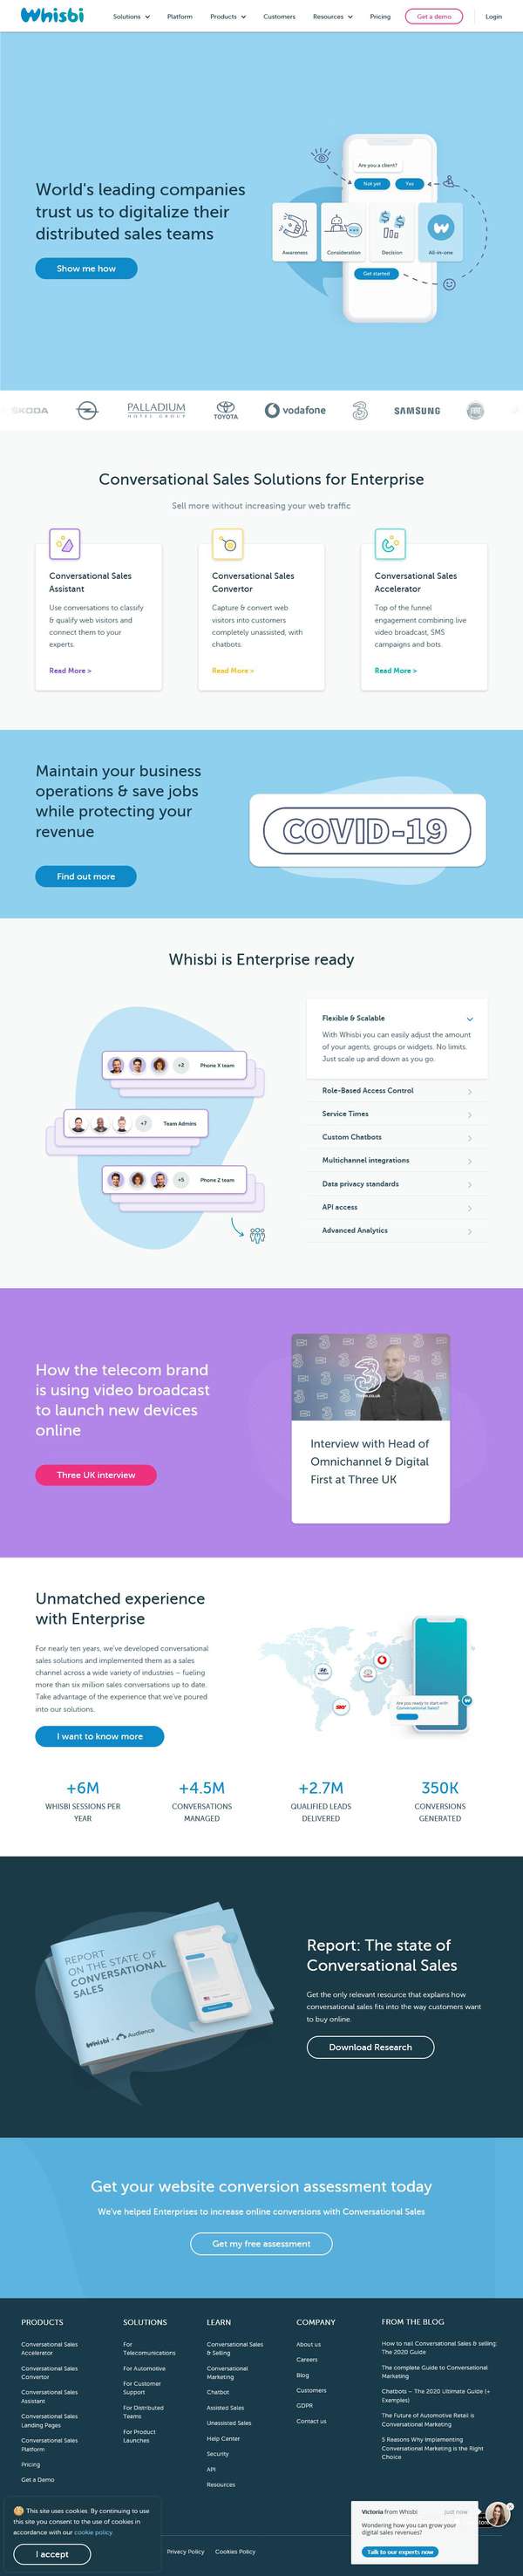 Whisbi
Solutions
Platform
Products
Customers
Resources
Pricing
Get a demo
Login
World's leading companies
trust us to digitalize their
distributed sales teams
Show me how
Are you a client?
Not yet
Yes
Awareness
Consideration
Decision
All-in-one
Get started
SKODA
PALLADIUM
HOTEL GROUP
TOYOTA
vodafone
SAMSUNG
Conversational Sales Solutions for Enterprise
Sell more without increasing your web traffic
Conversational Sales
Assistant
Use conversations to classify
& qualify web visitors and
connect them to your
experts.
Read More >
Conversational Sales
Convertor
Capture & convert web
visitors into customers
completely unassisted, with
chatbots.
Read More >
Conversational Sales
Accelerator
Top of the funnel
engagement combining live
video broadcast, SMS
campaigns and bots.
Read More >
Maintain your business
operations & save jobs
while protecting your
revenue
Find out more
COVID-19
Whisbi is Enterprise ready
+2
Phone X team
+7
Team Admins
+5
Phone Z team
Flexible & Scalable
With Whisbi you can easily adjust the amount
of your agents, groups or widgets. No limits.
Just scale up and down as you go.
Role-Based Access Control
Service Times
Custom Chatbots
Multichannel integrations
Data privacy standards
API access
Advanced Analytics
How the telecom brand
is using video broadcast
to launch new devices
online
Three UK interview
Three.co.uk
Interview with Head of
Omnichannel & Digital
First at Three UK
Unmatched experience
with Enterprise
For nearly ten years, we've developed conversational
sales solutions and implemented them as a sales
channel across a wide variety of industries – fueling
more than six million sales conversations up to date.
Take advantage of the experience that we've poured
into our solutions.
I want to know more
sky
Are you ready to start with
Conversational Sales?
+6M
WHISBI SESSIONS PER
YEAR
+4.5M
CONVERSATIONS
MANAGED
+2.7M
QUALIFIED LEADS
DELIVERED
350K
CONVERSIONS
GENERATED
REPORT
ON THE STATE OF
CONVERSATIONAL
SALES
Whisbi + Audience
Report: The state of
Conversational Sales
Get the only relevant resource that explains how
conversational sales fits into the way customers want
to buy online.
Download Research
Get your website conversion assessment today
We've helped Enterprises to increase online conversions with Conversational Sales
Get my free assessment
PRODUCTS
Conversational Sales
Accelerator
Conversational Sales
Convertor
Conversational Sales
Assistant
Conversational Sales
Landing Pages
Conversational Sales
Platform
Pricing
Get a Demo
SOLUTIONS
For
Telecomunications
For Automotive
For Customer
Support
For Distributed
Teams
For Product
Launches
LEARN
Conversational Sales
& Selling
Conversational
Marketing
Chatbot
Assisted Sales
Unassisted Sales
Help Center
Security
API
Resources
COMPANY
About us
Careers
Blog
Customers
GDPR
Contact us
FROM THE BLOG
How to nail Conversational Sales & selling:
The 2020 Guide
The complete Guide to Conversational
Marketing
Chatbots – The 2020 Ultimate Guide (+
Examples)
The Future of Automotive Retail is
Conversational Marketing
5 Reasons Why Implementing
Conversational Marketing is the Right
Choice
This site uses cookies. By continuing to use
this site you consent to the use of cookies in
accordance with our cookie policy
I accept
Privacy Policy
Cookies Policy
Victoria from Whisbi
just now
Wondering how you can grow your
digital sales revenues?
Talk to our experts now